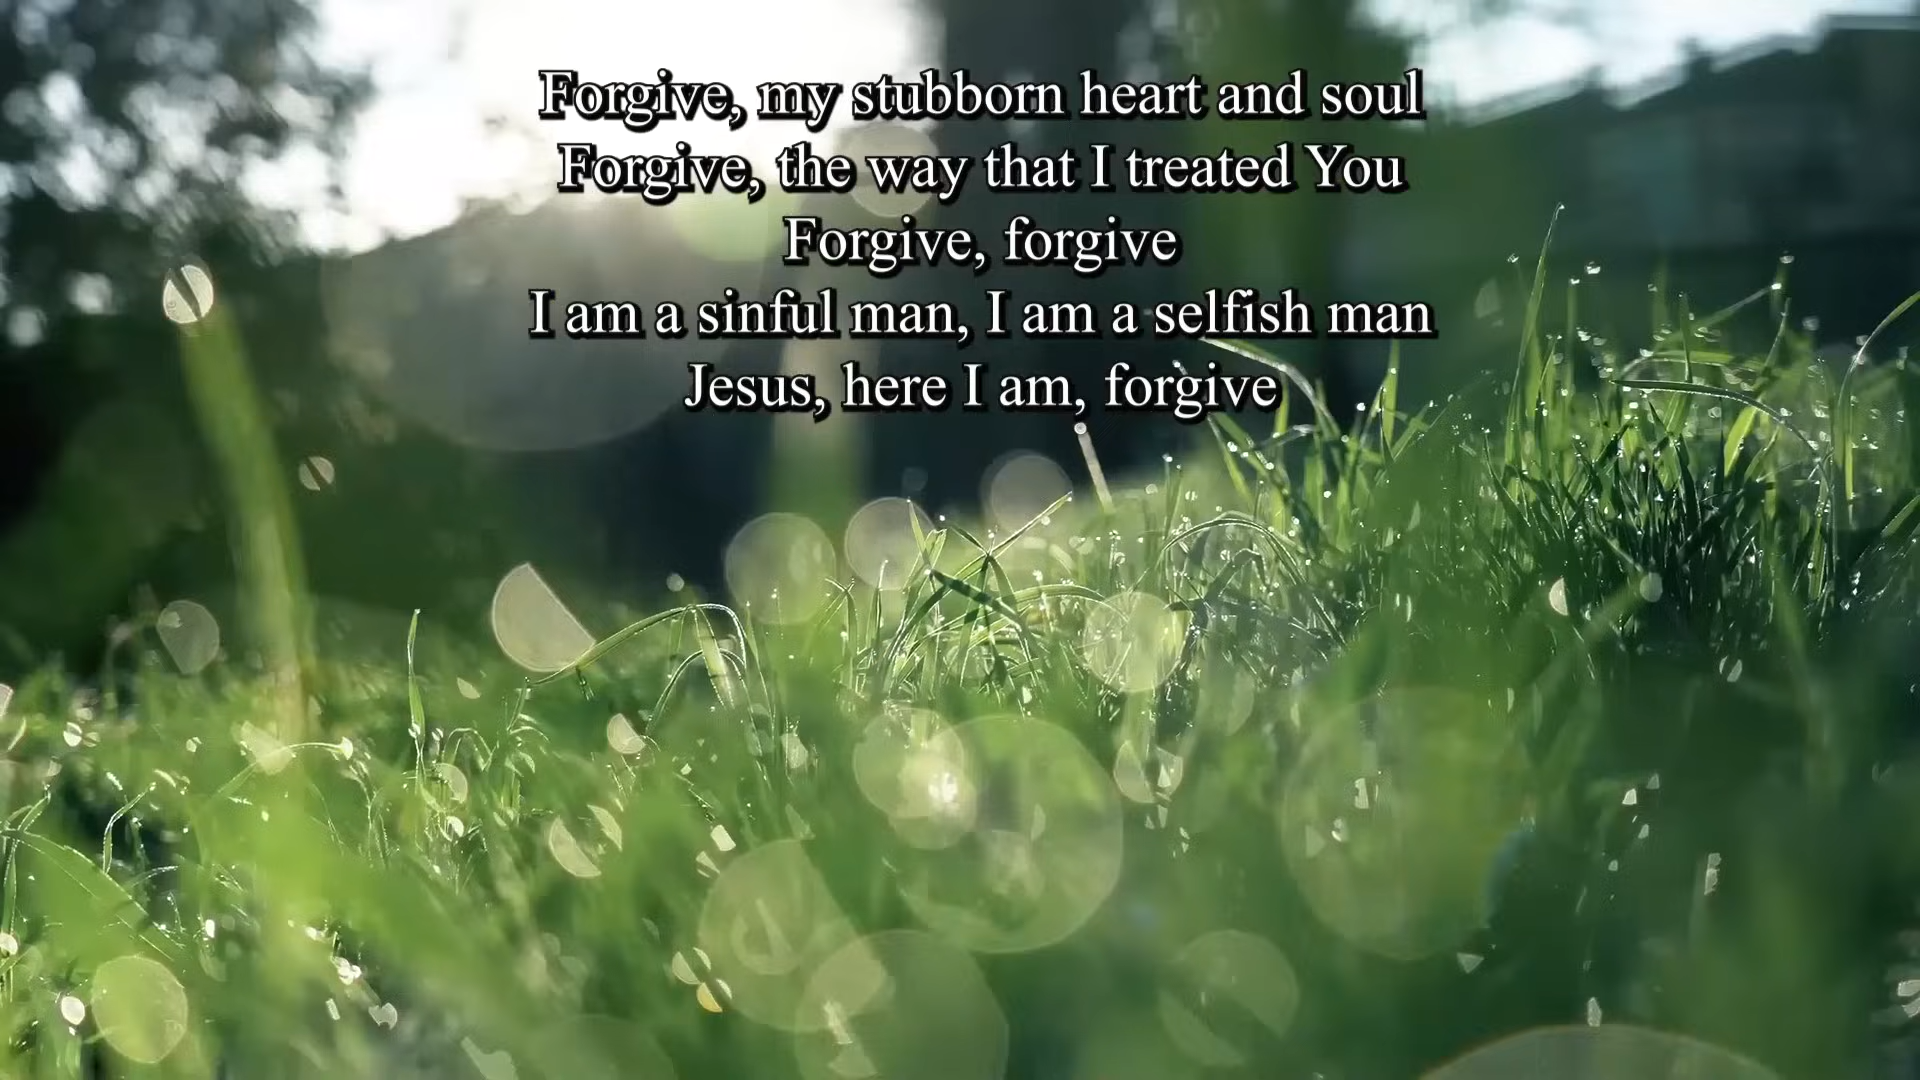 Forgive, my stubborn heart and soul
Forgive, the way that I treated You
Forgive, forgive
I am a sinful man, I am a selfish man
Jesus, here I am, forgive